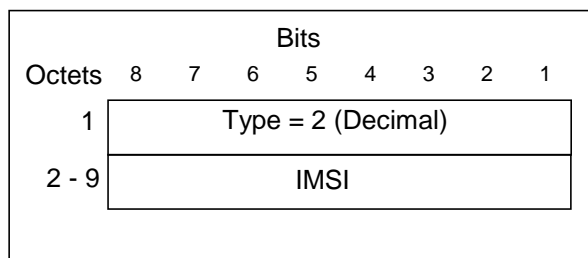 Bits
Octets 8 7 6 5 4 3 2 1
1 Type = 2 (Decimal)
2 - 9 IMSI